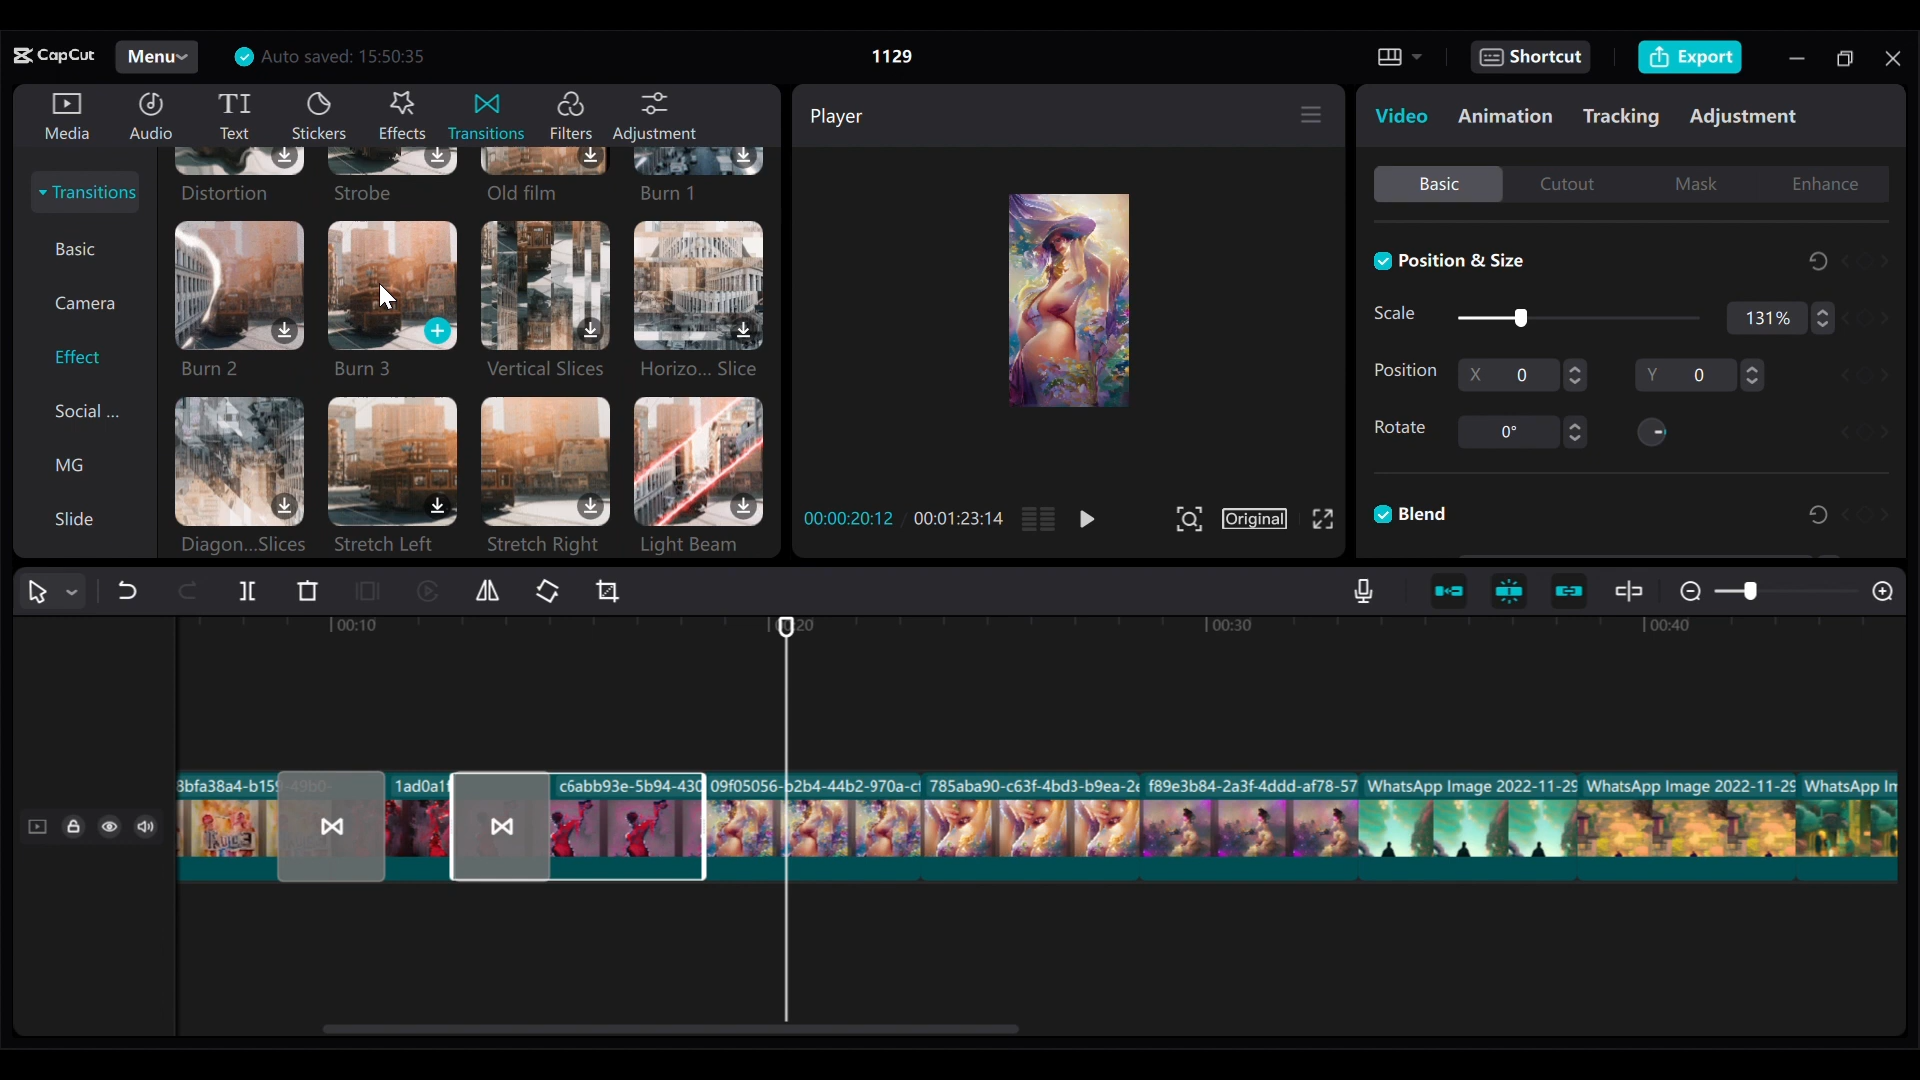 CapCut
Menu
Auto saved: 15:50:35
1129
Shortcut
Export
Media
Audio
Text
Stickers
Effects
Transitions
Filters
Adjustment
Transitions
Basic
Camera
Effect
Social ...
MG
Slide
Distortion
Strobe
Old film
Burn 1
Burn 2
Burn 3
Vertical Slices
Horizo... Slice
Diagon...Slices
Stretch Left
Stretch Right
Light Beam
Player
00:00:20:12 / 00:01:23:14
Original
Video
Animation
Tracking
Adjustment
Basic
Cutout
Mask
Enhance
Position & Size
Scale
131%
Position
X 0
Y 0
Rotate
0°
Blend
00:10
00:20
00:30
00:40
8bfa38a4-b159-49b0-
1ad0a1f
c6abb93e-5b94-430
09f05056-b2b4-44b2-970a-c
785aba90-c63f-4bd3-b9ea-2
f89e3b84-2a3f-4ddd-af78-57
WhatsApp Image 2022-11-29
WhatsApp Image 2022-11-29
WhatsApp Im